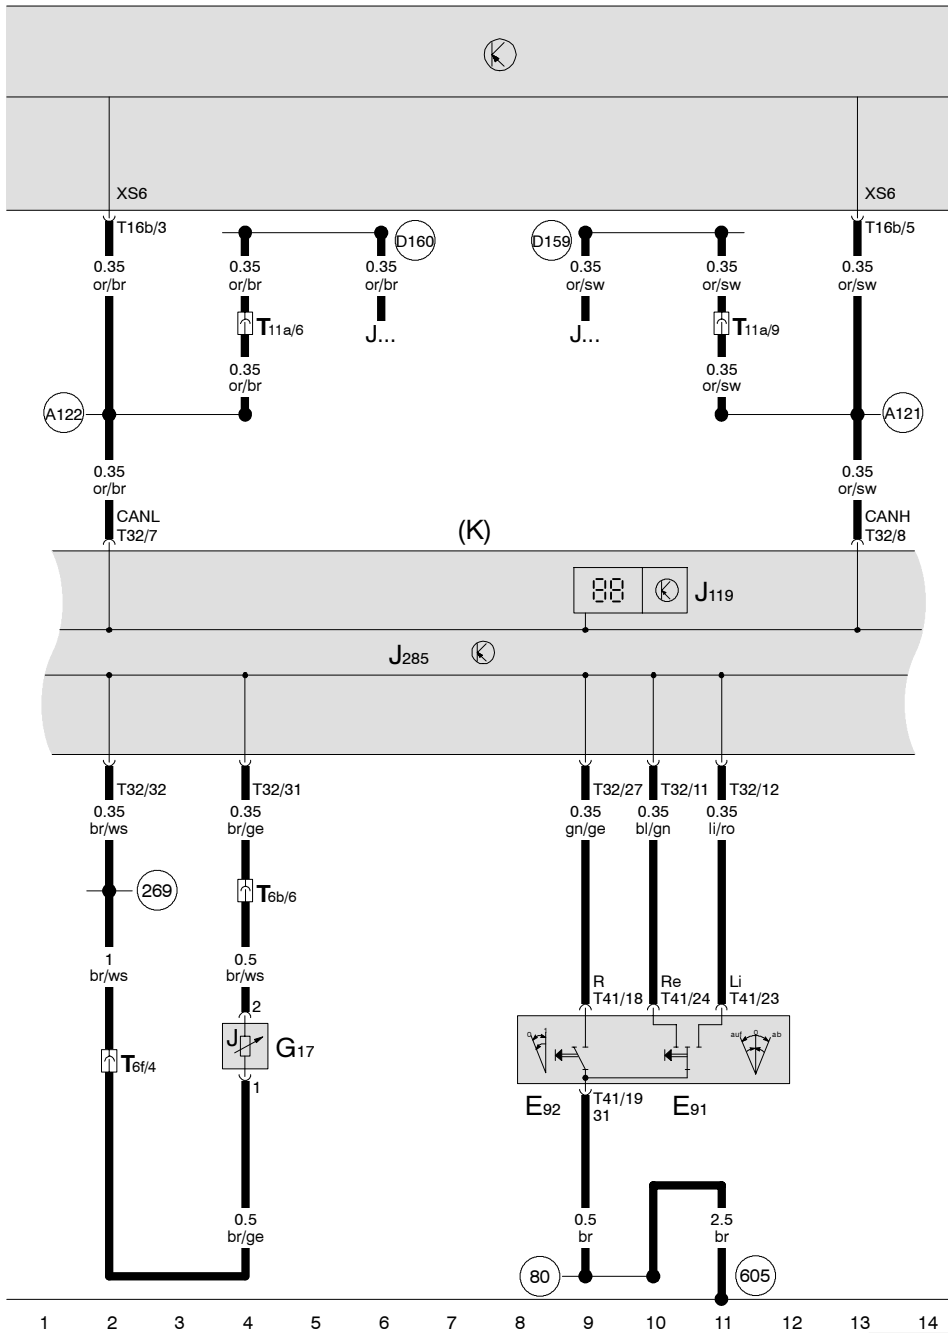 XS6
XS6
T16b/3
T16b/5
D160
D159
0.35
or/br
0.35
or/br
0.35
or/br
0.35
or/sw
0.35
or/sw
0.35
or/sw
T11a/6
J...
J...
T11a/9
0.35
or/br
0.35
or/sw
A122
A121
0.35
or/br
0.35
or/sw
CANL
T32/7
(K)
CANH
T32/8
88
J119
J285
T32/32
T32/31
T32/27
T32/11
T32/12
0.35
br/ws
0.35
br/ge
0.35
gn/ge
0.35
bl/gn
0.35
li/ro
269
T6b/6
1
br/ws
0.5
br/ws
R
T41/18
Re
T41/24
Li
T41/23
2
J
G17
T6f/4
0
1
auf
0
ab
1
E92
T41/19
31
E91
0.5
br/ge
0.5
br
2.5
br
80
605
1 2 3 4 5 6 7 8 9 10 11 12 13 14